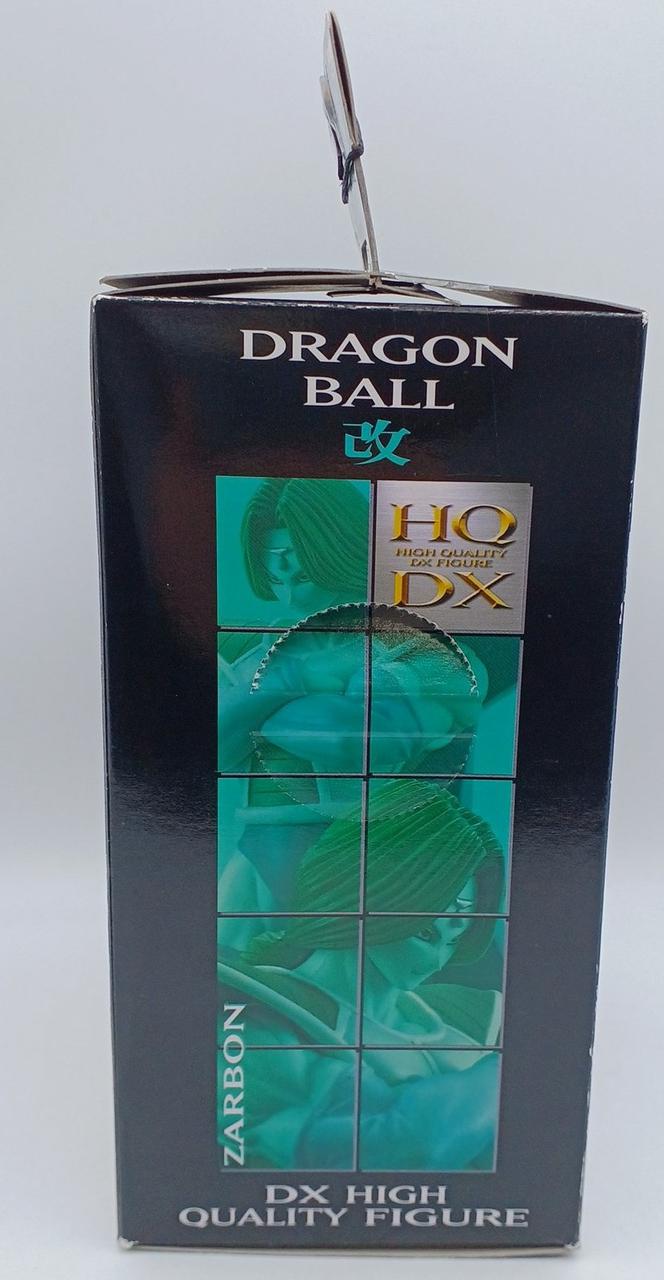 DRAGON
BALL
改
HQ
HIGH QUALITY
DX FIGURE
DX
ZARBON
DX HIGH
QUALITY FIGURE